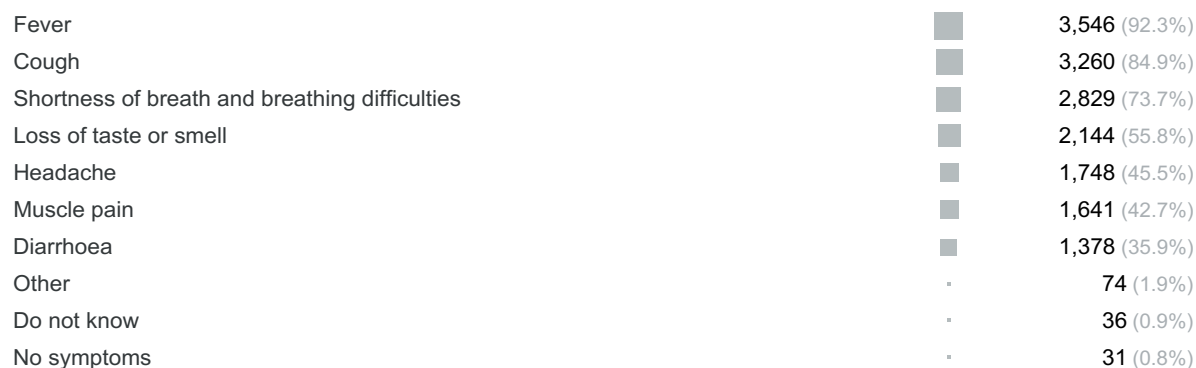 Fever 3,546 (92.3%)
Cough 3,260 (84.9%)
Shortness of breath and breathing difficulties 2,829 (73.7%)
Loss of taste or smell 2,144 (55.8%)
Headache 1,748 (45.5%)
Muscle pain 1,641 (42.7%)
Diarrhoea 1,378 (35.9%)
Other 74 (1.9%)
Do not know 36 (0.9%)
No symptoms 31 (0.8%)